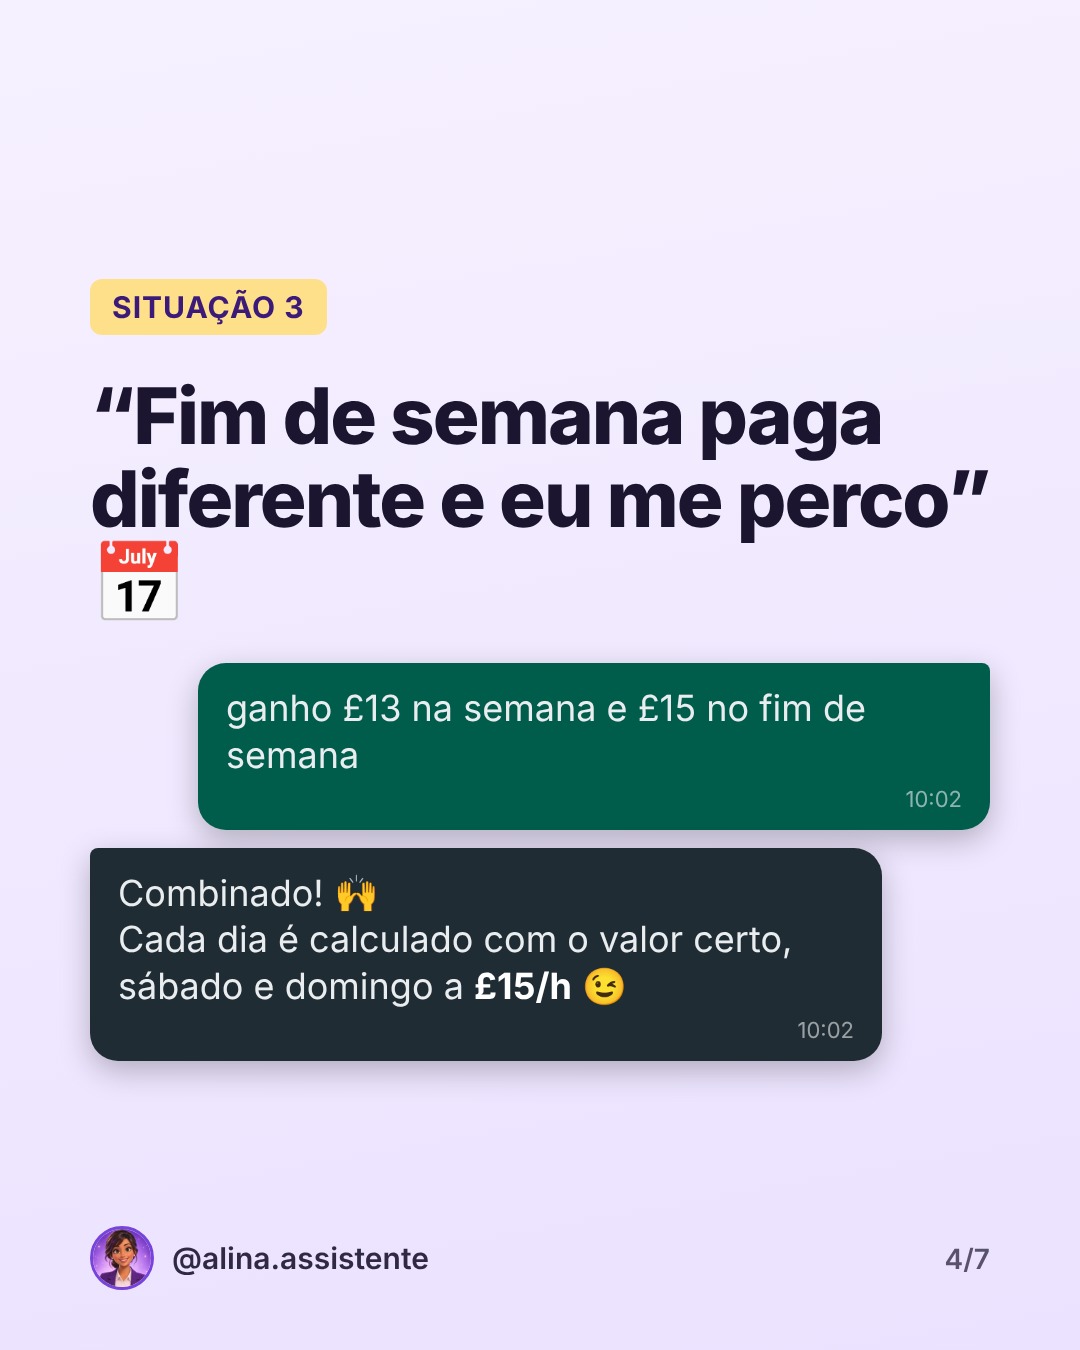 SITUAÇÃO 3
“Fim de semana paga
diferente e eu me perco”
July
17
ganho £13 na semana e £15 no fim de
semana
10:02
Combinado! 🙌
Cada dia é calculado com o valor certo,
sábado e domingo a £15/h 😉
10:02
@alina.assistente
4/7